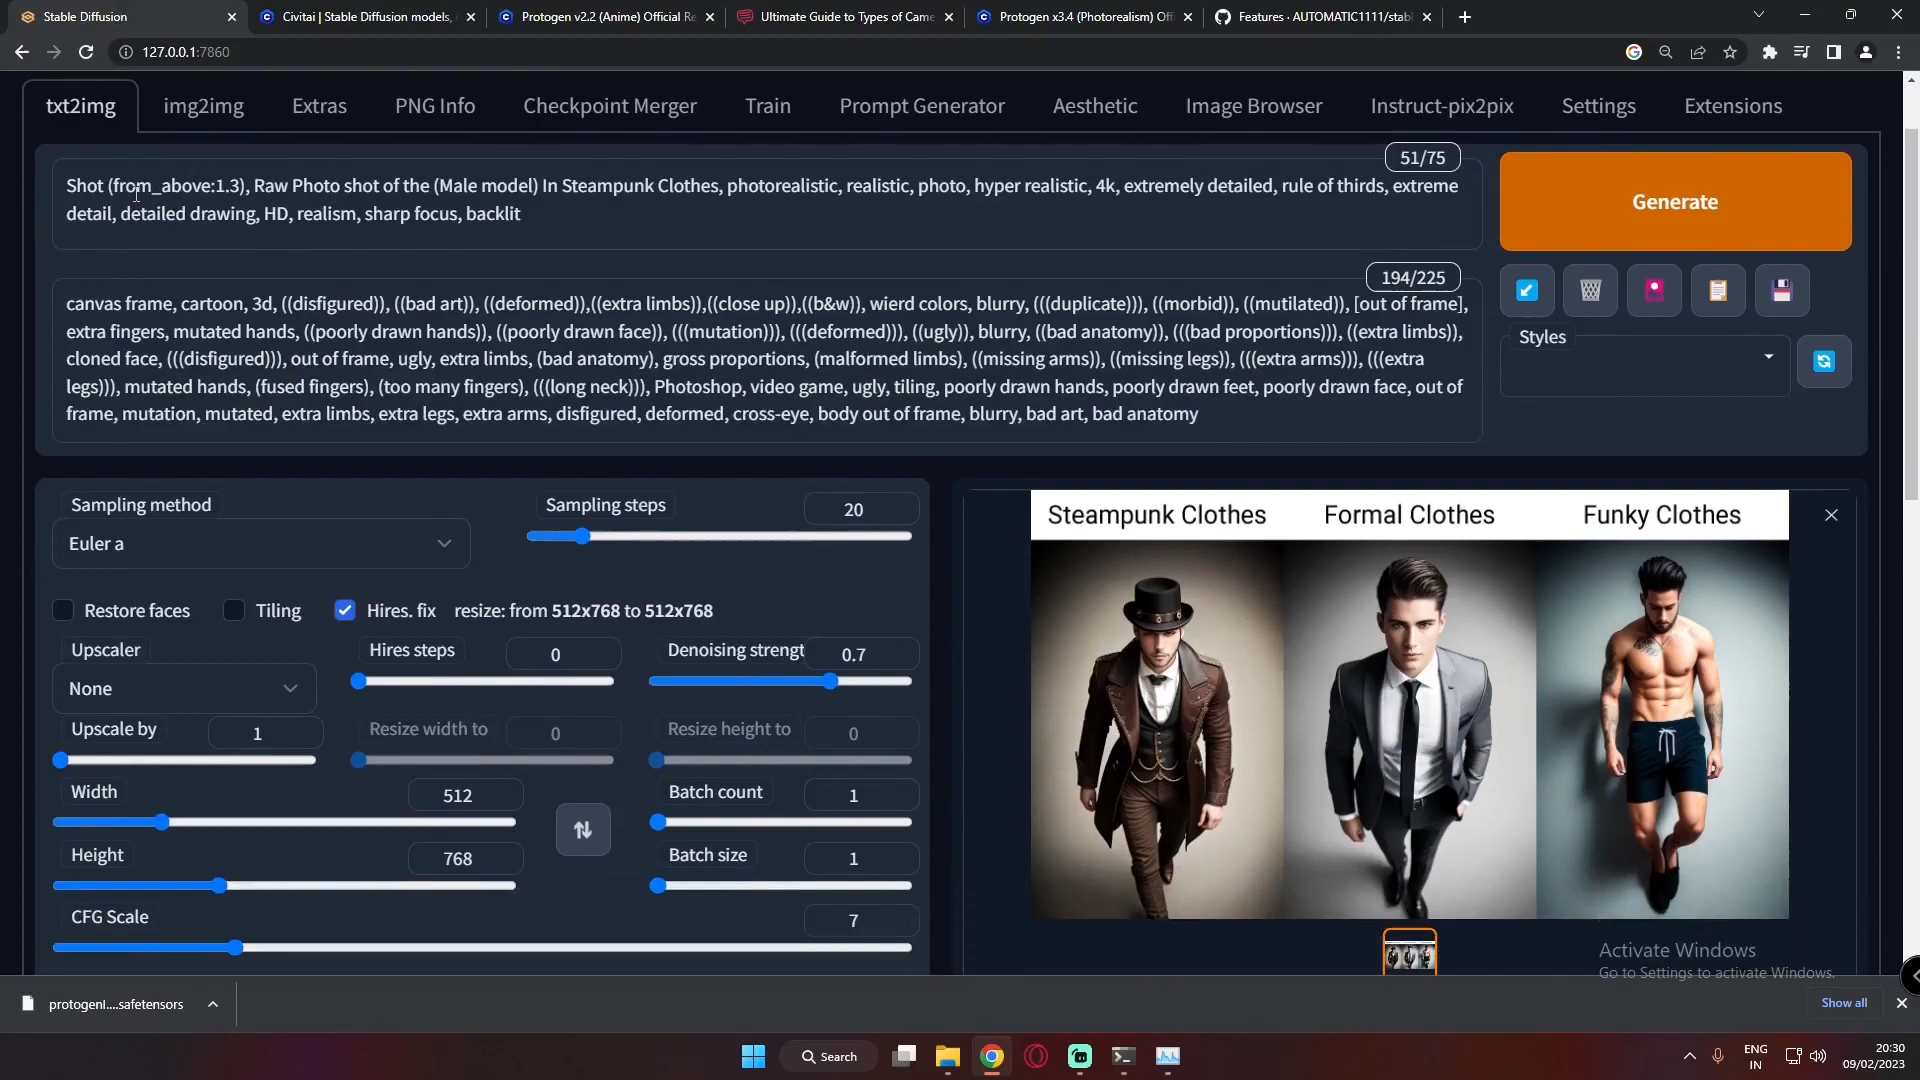 Stable Diffusion
Civitai | Stable Diffusion models,
Protogen v2.2 (Anime) Official Re
Ultimate Guide to Types of Came
Protogen x3.4 (Photorealism) Off
Features · AUTOMATIC1111/stabl
127.0.0.1:7860
txt2img
img2img
Extras
PNG Info
Checkpoint Merger
Train
Prompt Generator
Aesthetic
Image Browser
Instruct-pix2pix
Settings
Extensions
51/75
Shot (from_above:1.3), Raw Photo shot of the (Male model) In Steampunk Clothes, photorealistic, realistic, photo, hyper realistic, 4k, extremely detailed, rule of thirds, extreme
detail, detailed drawing, HD, realism, sharp focus, backlit
Generate
194/225
canvas frame, cartoon, 3d, ((disfigured)), ((bad art)), ((deformed)),((extra limbs)),((close up)),((b&w)), wierd colors, blurry, (((duplicate))), ((morbid)), ((mutilated)), [out of frame],
extra fingers, mutated hands, ((poorly drawn hands)), ((poorly drawn face)), (((mutation))), (((deformed))), ((ugly)), blurry, ((bad anatomy)), (((bad proportions))), ((extra limbs)),
cloned face, (((disfigured))), out of frame, ugly, extra limbs, (bad anatomy), gross proportions, (malformed limbs), ((missing arms)), ((missing legs)), (((extra arms))), (((extra
legs))), mutated hands, (fused fingers), (too many fingers), (((long neck))), Photoshop, video game, ugly, tiling, poorly drawn hands, poorly drawn feet, poorly drawn face, out of
frame, mutation, mutated, extra limbs, extra legs, extra arms, disfigured, deformed, cross-eye, body out of frame, blurry, bad art, bad anatomy
Styles
Sampling method
Euler a
Sampling steps
20
Restore faces
Tiling
Hires. fix
resize: from 512x768 to 512x768
Upscaler
None
Hires steps
0
Denoising strengt
0.7
Upscale by
1
Resize width to
0
Resize height to
0
Width
512
Batch count
1
Height
768
Batch size
1
CFG Scale
7
Steampunk Clothes
Formal Clothes
Funky Clothes
Activate Windows
Go to Settings to activate Windows.
protogenI....safetensors
Show all
Search
ENG
IN
20:30
09/02/2023